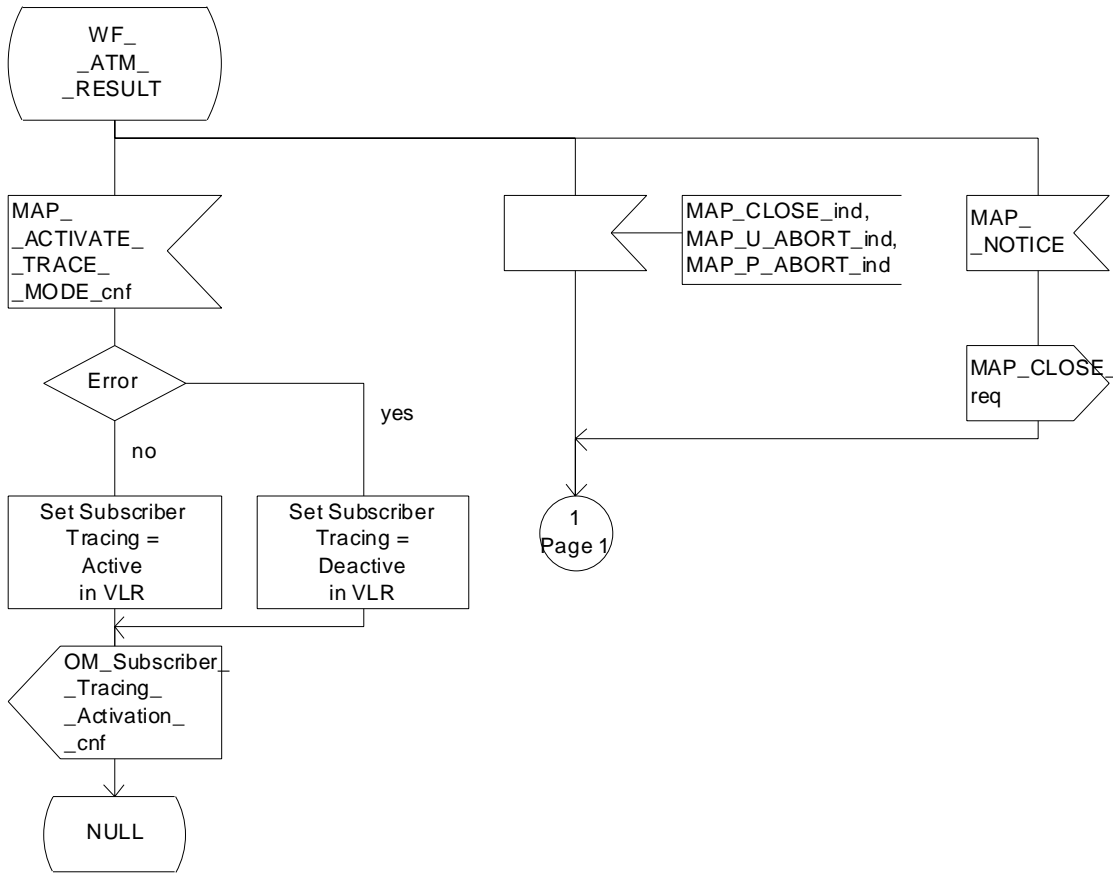 WF_
_ATM_
_RESULT
MAP_
_ACTIVATE_
_TRACE_
_MODE_cnf
MAP_CLOSE_ind,
MAP_U_ABORT_ind,
MAP_P_ABORT_ind
MAP_
_NOTICE
Error
yes
no
MAP_CLOSE_
req
Set Subscriber
Tracing =
Active
in VLR
Set Subscriber
Tracing =
Deactive
in VLR
1
Page 1
OM_Subscriber_
_Tracing_
_Activation_
_cnf
NULL